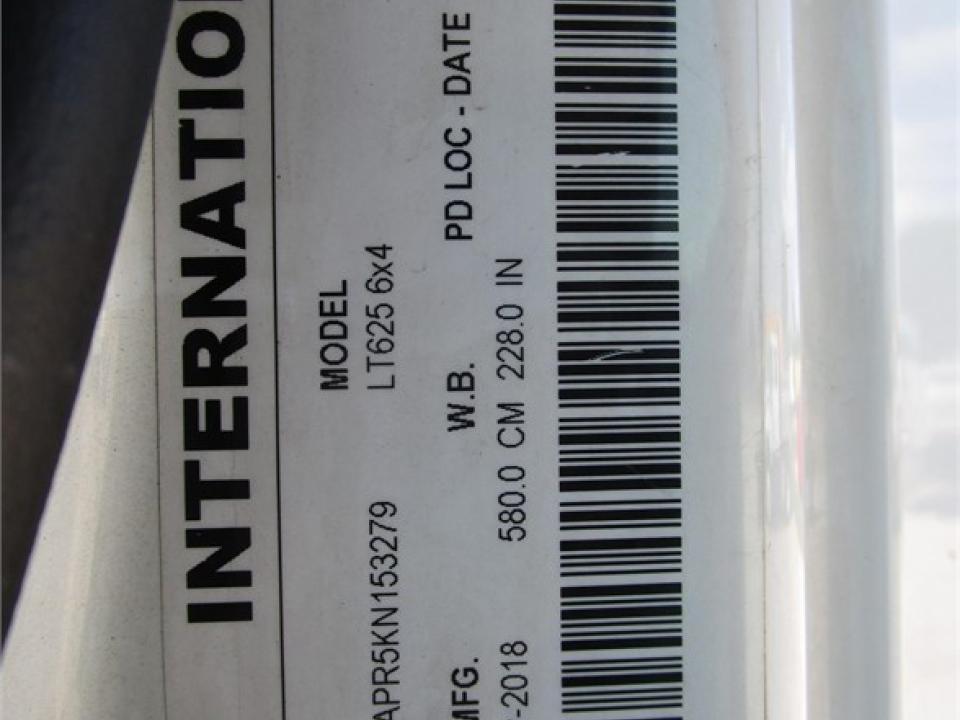 INTERNATIO
MODEL
APR5KN153279 LT625 6x4
MFG. W.B. PD LOC - DATE
-2018 580.0 CM 228.0 IN